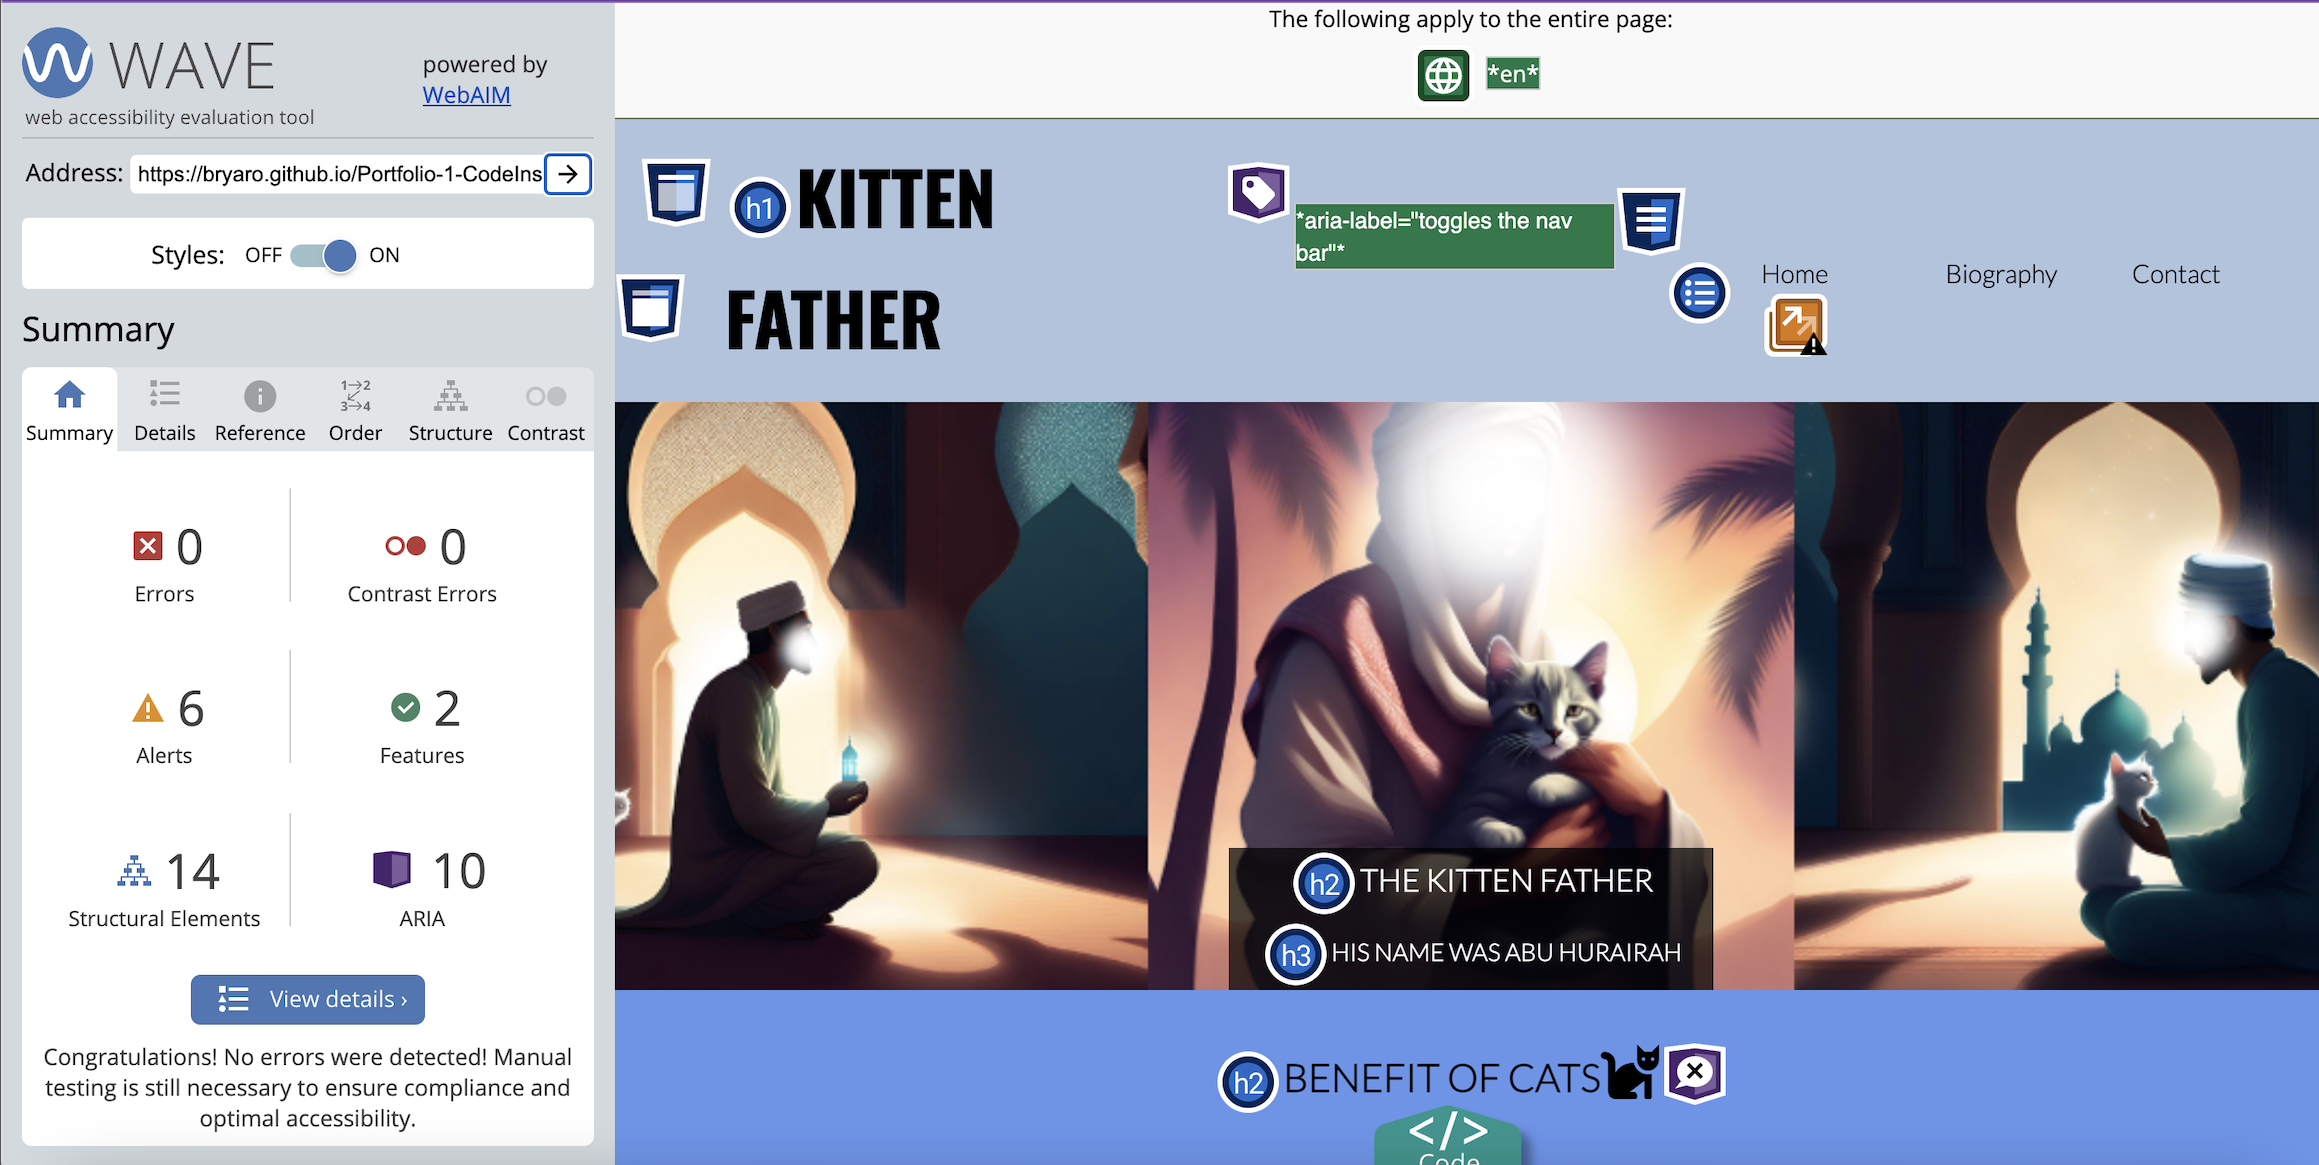 WAVE
web accessibility evaluation tool
powered by
WebAIM
Address: https://bryaro.github.io/Portfolio-1-CodeIns
Styles: OFF ON
Summary
Summary Details Reference Order Structure Contrast
1→2
3→4
0
Errors
0
Contrast Errors
6
Alerts
2
Features
14
Structural Elements
10
ARIA
View details ›
Congratulations! No errors were detected! Manual
testing is still necessary to ensure compliance and
optimal accessibility.
The following apply to the entire page:
*en*
h1 KITTEN
FATHER
*aria-label="toggles the nav
bar"*
Home Biography Contact
h2 THE KITTEN FATHER
h3 HIS NAME WAS ABU HURAIRAH
h2 BENEFIT OF CATS
</>
Code